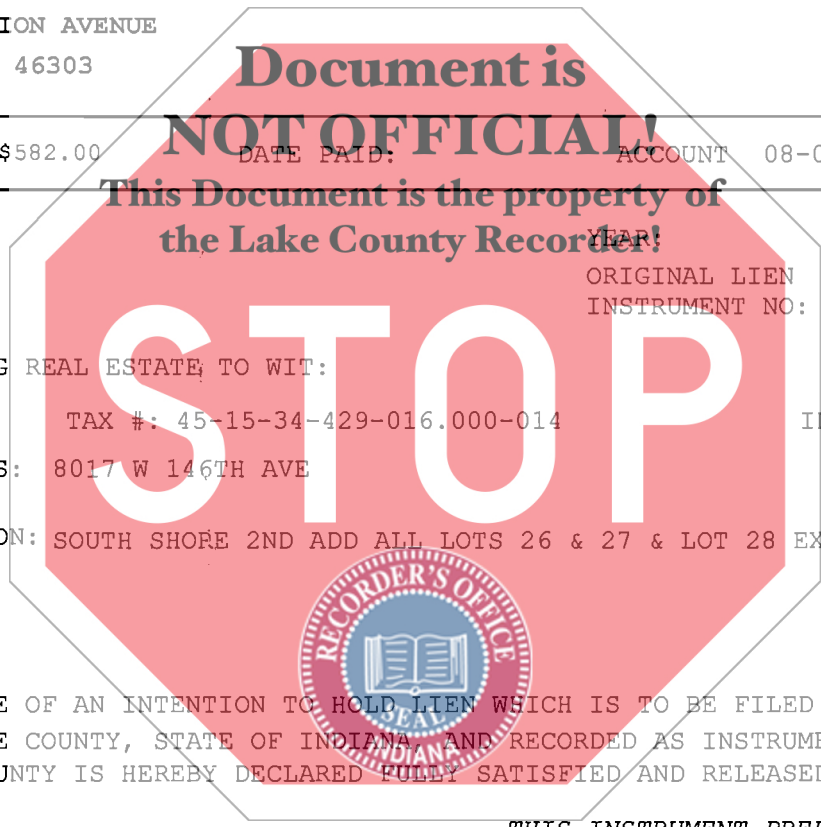 ION AVENUE
46303
Document is
NOT OFFICIAL!
$582.00 DATE PAID: ACCOUNT 08-0
This Document is the property of
the Lake County Recorder!
YEAR:
ORIGINAL LIEN
INSTRUMENT NO:
STOP
G REAL ESTATE TO WIT:
TAX #: 45-15-34-429-016.000-014
S: 8017 W 146TH AVE
ON: SOUTH SHORE 2ND ADD ALL LOTS 26 & 27 & LOT 28 EX
RECORDER'S OFFICE
SEAL
INDIANA
E OF AN INTENTION TO HOLD LIEN WHICH IS TO BE FILED
E COUNTY, STATE OF INDIANA, AND RECORDED AS INSTRUME
UNTY IS HEREBY DECLARED FULLY SATISFIED AND RELEASED